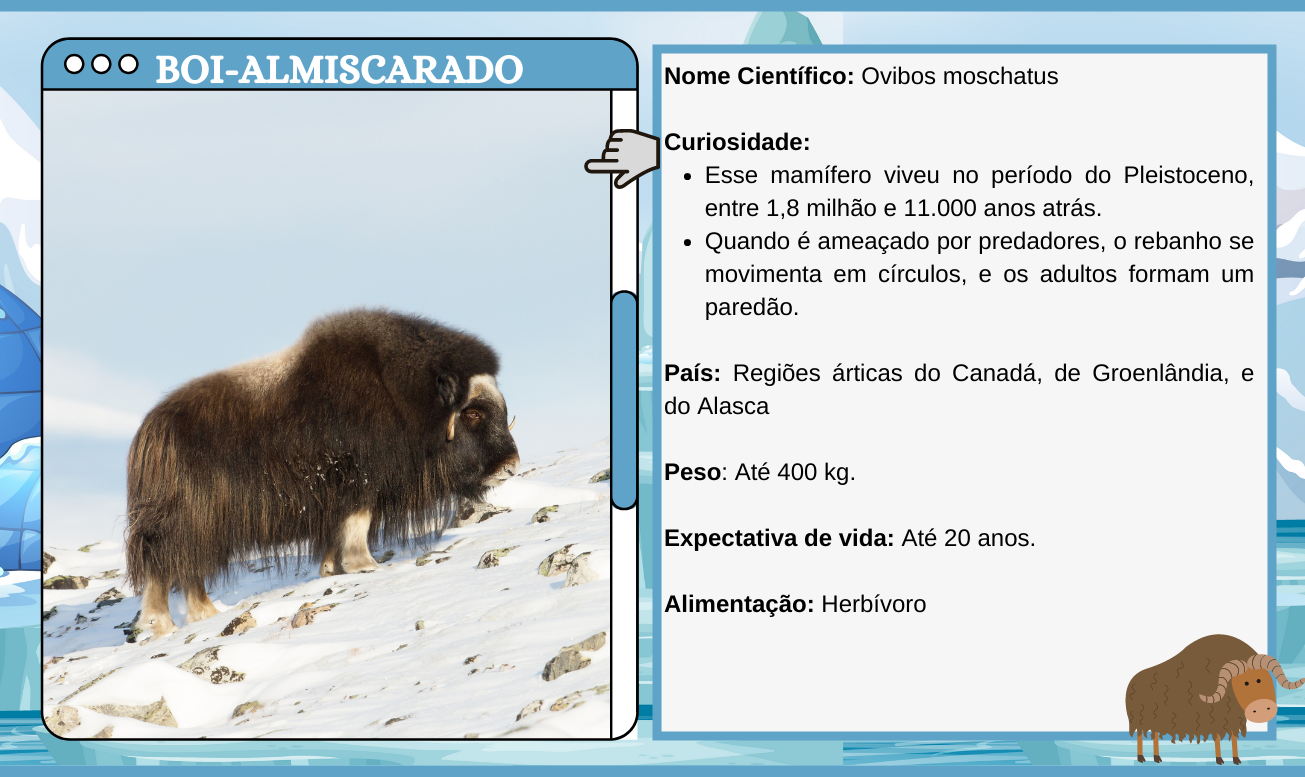 BOI-ALMISCARADO
Nome Científico: Ovibos moschatus
Curiosidade:
• Esse mamífero viveu no período do Pleistoceno,
entre 1,8 milhão e 11.000 anos atrás.
• Quando é ameaçado por predadores, o rebanho se
movimenta em círculos, e os adultos formam um
paredão.
País: Regiões árticas do Canadá, de Groenlândia, e
do Alasca
Peso: Até 400 kg.
Expectativa de vida: Até 20 anos.
Alimentação: Herbívoro